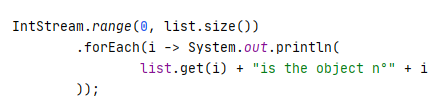 IntStream.range(0, list.size())
        .forEach(i -> System.out.println(
                list.get(i) + "is the object n°" + i
        ));